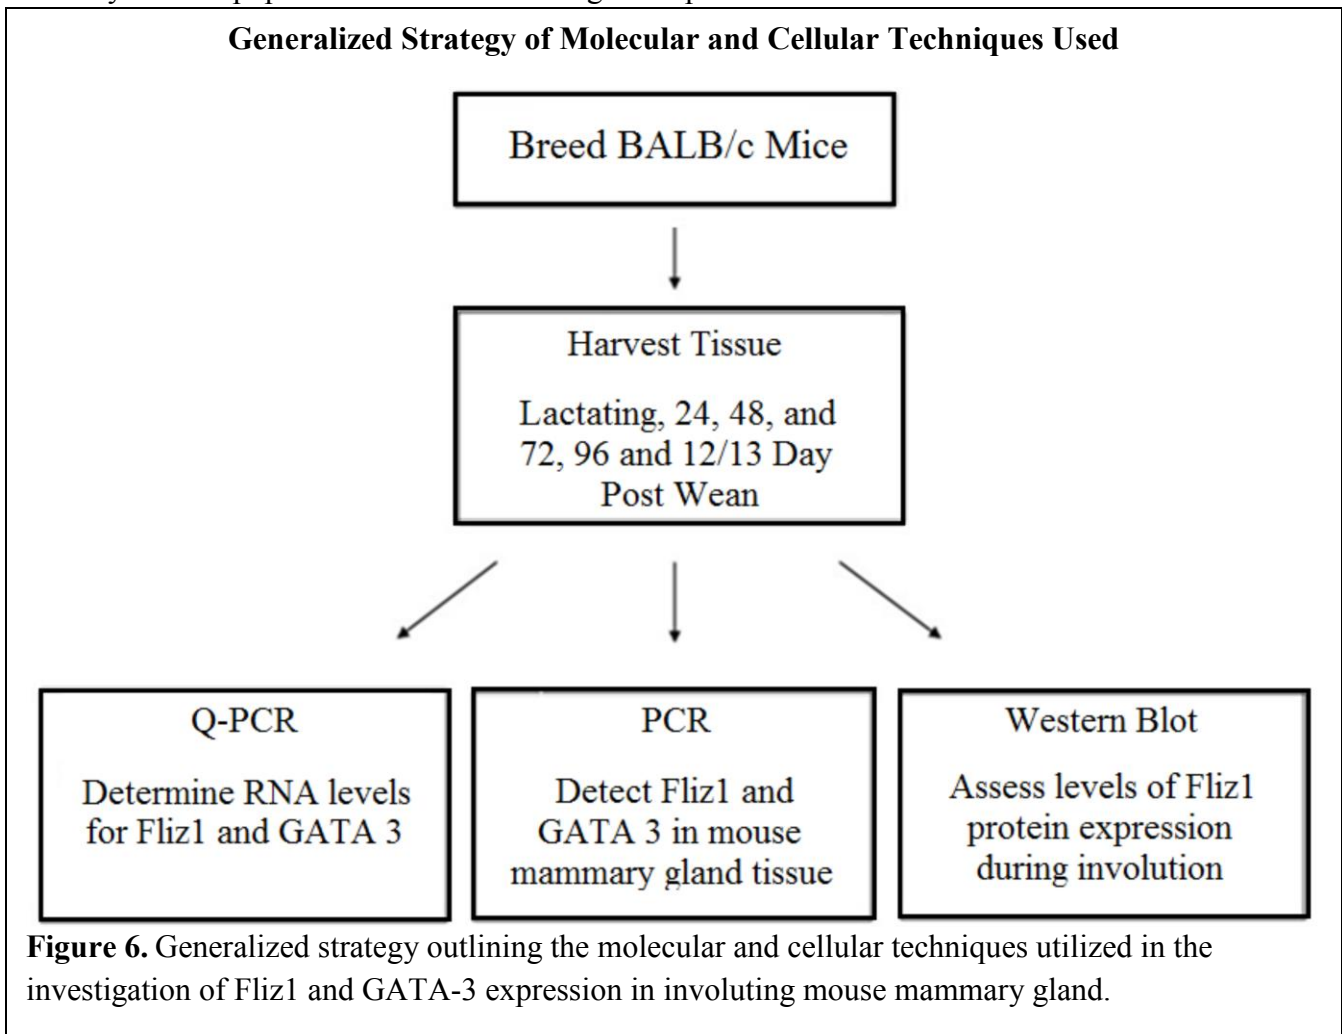 Generalized Strategy of Molecular and Cellular Techniques Used
Breed BALB/c Mice
Harvest Tissue
Lactating, 24, 48, and
72, 96 and 12/13 Day
Post Wean
Q-PCR
Determine RNA levels
for Fliz1 and GATA 3
PCR
Detect Fliz1 and
GATA 3 in mouse
mammary gland tissue
Western Blot
Assess levels of Fliz1
protein expression
during involution
Figure 6. Generalized strategy outlining the molecular and cellular techniques utilized in the
investigation of Fliz1 and GATA-3 expression in involuting mouse mammary gland.